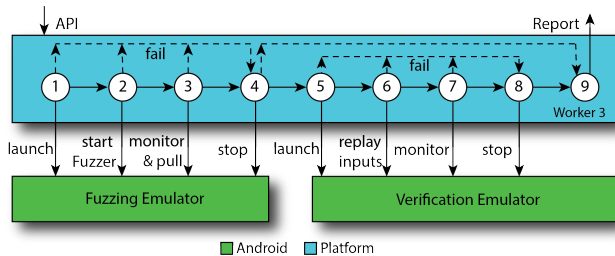 API
Report
fail
fail
1
2
3
4
5
6
7
8
9
Worker 3
launch
start
Fuzzer
monitor
& pull
stop
launch
replay
inputs
monitor
stop
Fuzzing Emulator
Verification Emulator
Android
Platform